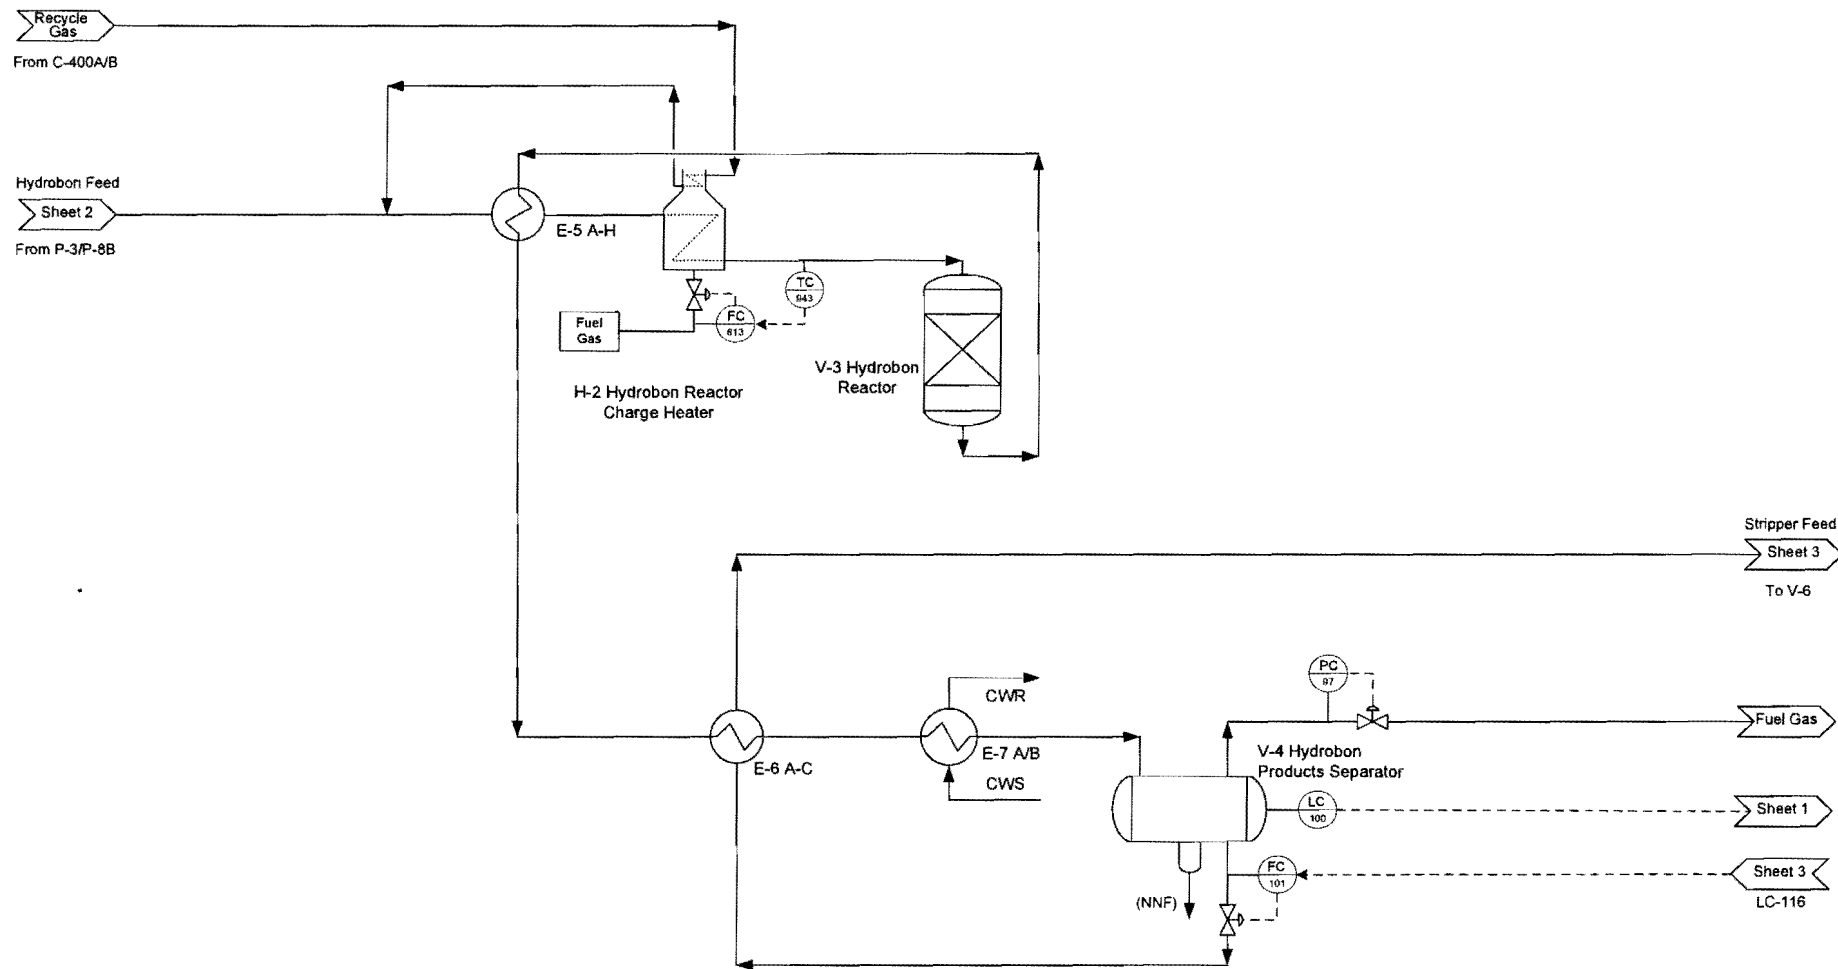 Recycle
Gas
From C-400A/B
Hydrobon Feed
Sheet 2
From P-3/P-8B
E-5 A-H
TC
943
FC
613
Fuel
Gas
H-2 Hydrobon Reactor
Charge Heater
V-3 Hydrobon
Reactor
Stripper Feed
Sheet 3
To V-6
PC
97
Fuel Gas
CWR
E-6 A-C
E-7 A/B
CWS
V-4 Hydrobon
Products Separator
LC
100
Sheet 1
FC
101
Sheet 3
LC-116
(NNF)